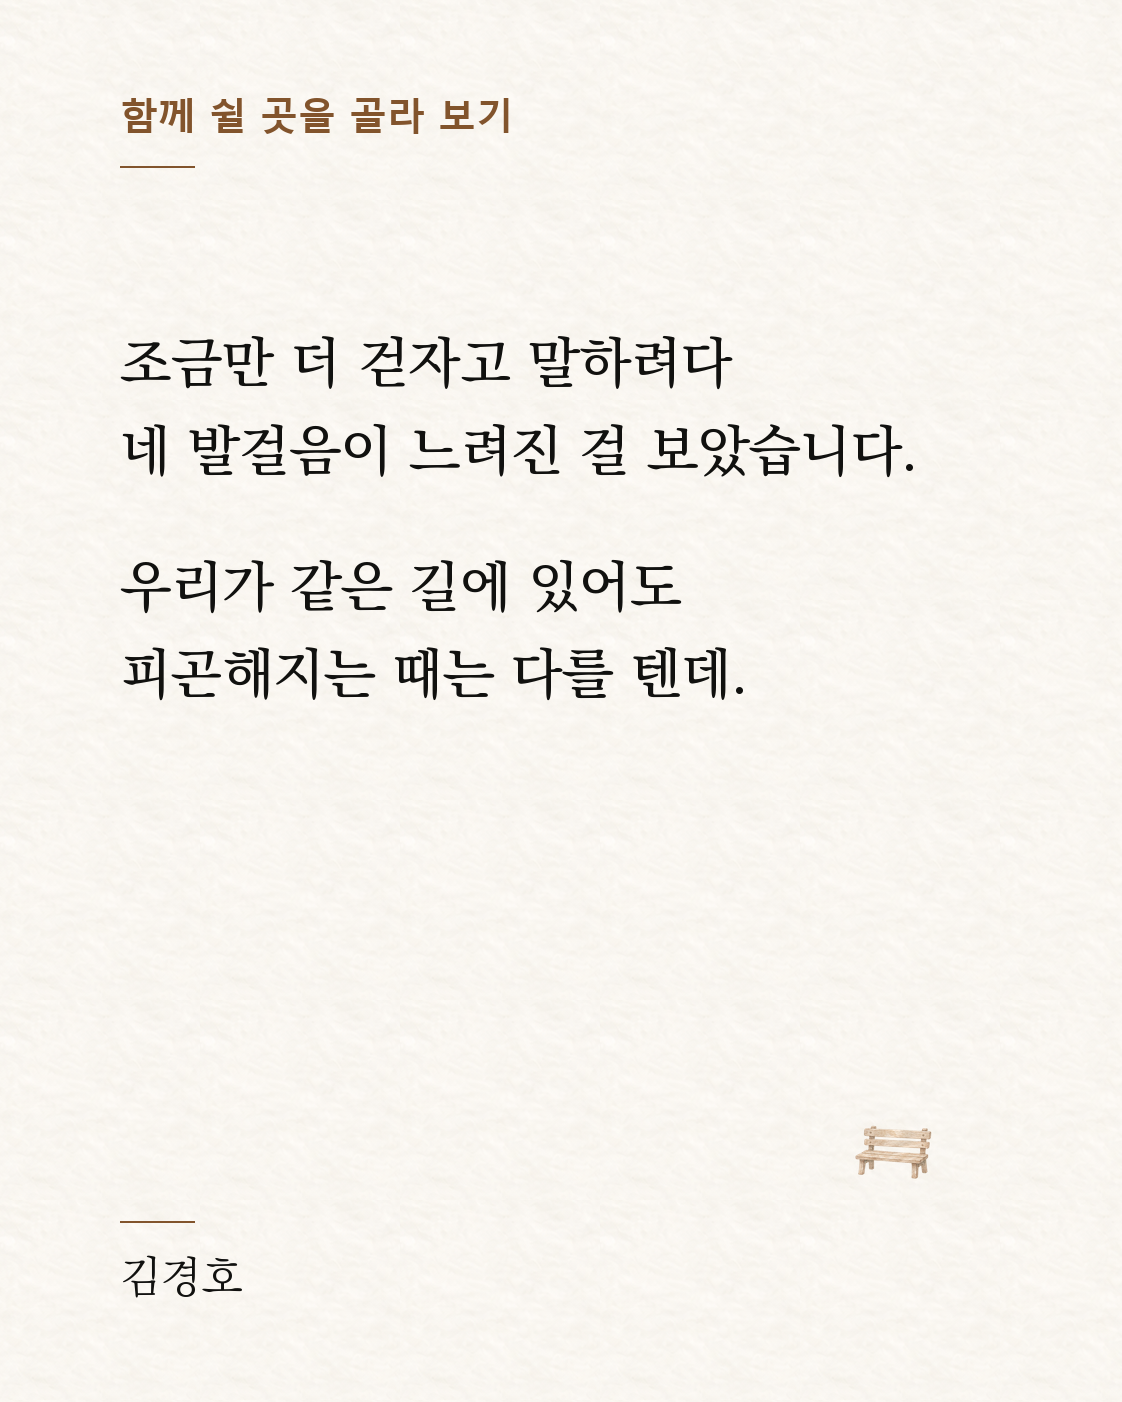 함께 쉴 곳을 골라 보기
조금만 더 걷자고 말하려다
네 발걸음이 느려진 걸 보았습니다.
우리가 같은 길에 있어도
피곤해지는 때는 다를 텐데.
김경호